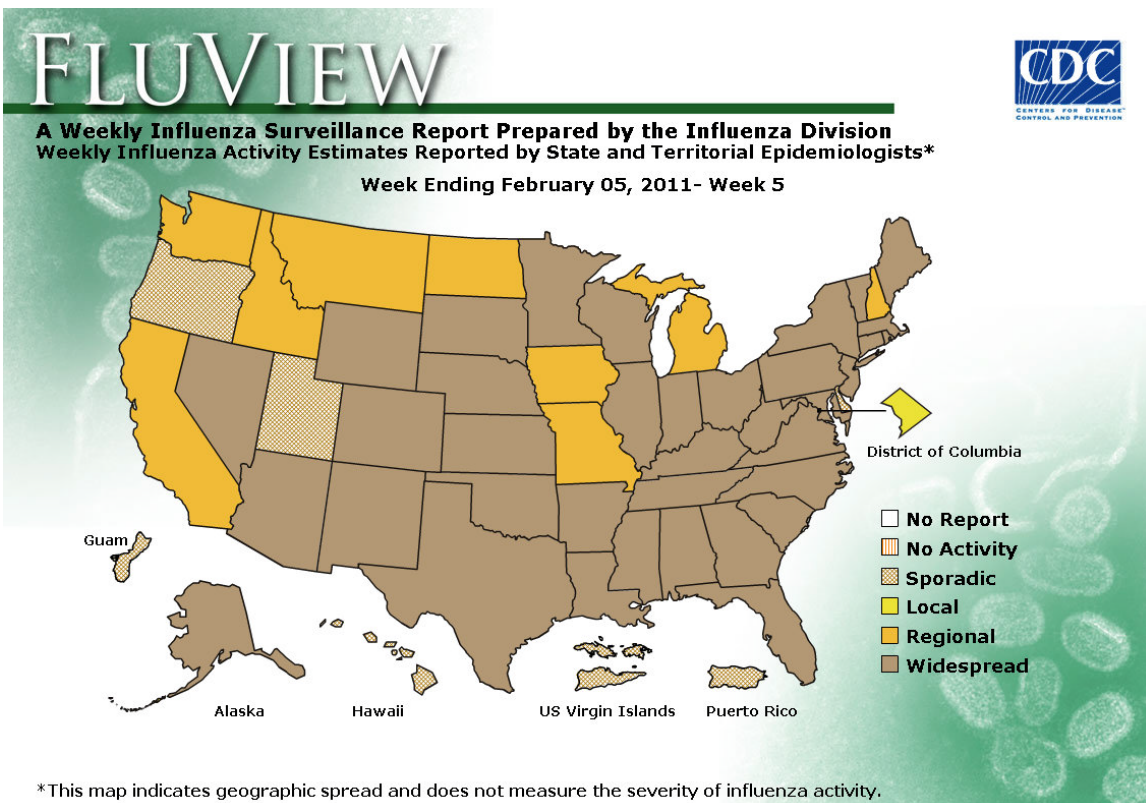 FLUVIEW
CDC
CENTERS FOR DISEASE™
CONTROL AND PREVENTION
A Weekly Influenza Surveillance Report Prepared by the Influenza Division
Weekly Influenza Activity Estimates Reported by State and Territorial Epidemiologists*
Week Ending February 05, 2011- Week 5
District of Columbia
No Report
No Activity
Sporadic
Local
Regional
Widespread
Guam
Alaska
Hawaii
US Virgin Islands
Puerto Rico
*This map indicates geographic spread and does not measure the severity of influenza activity.